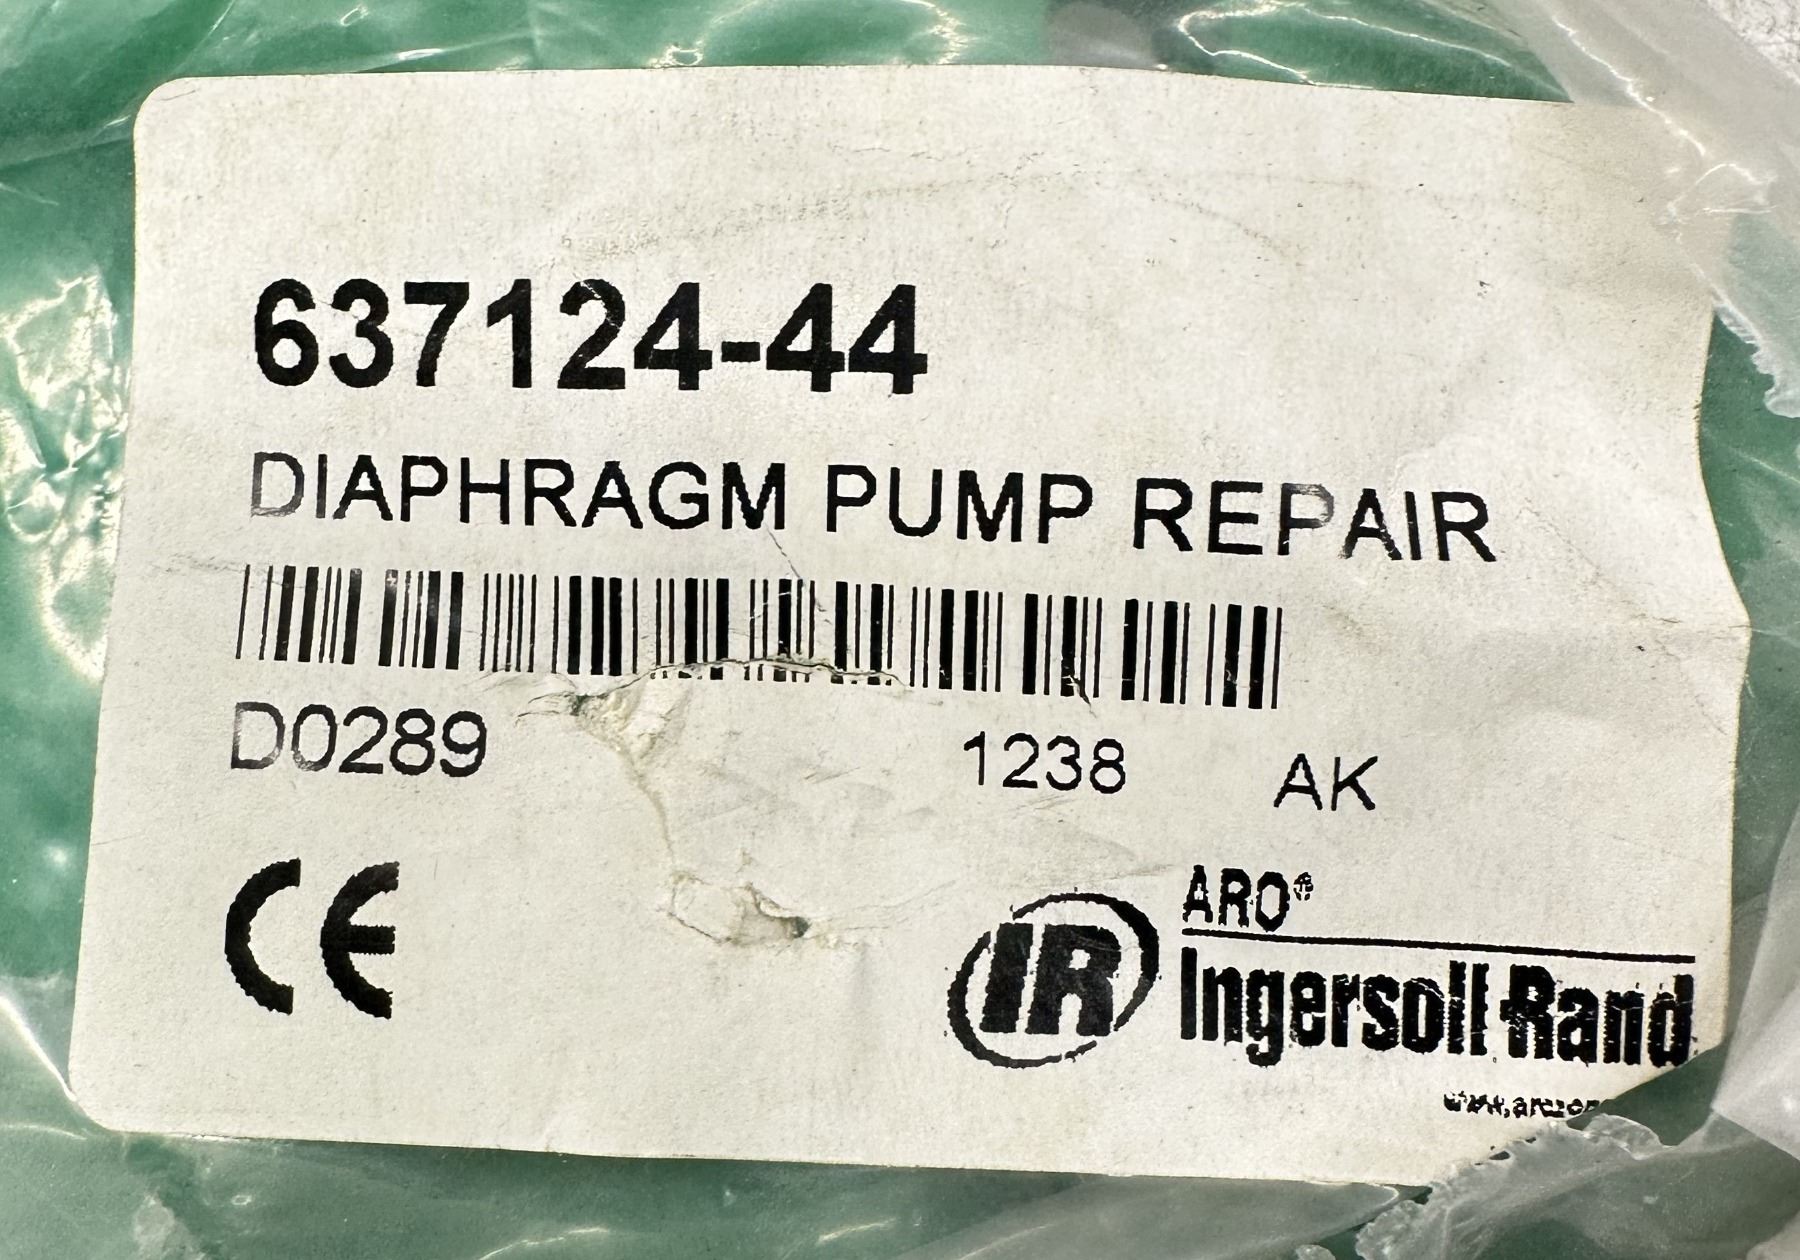 637124-44
DIAPHRAGM PUMP REPAIR
D0289 1238 AK
CE
ARO®
IR Ingersoll Rand